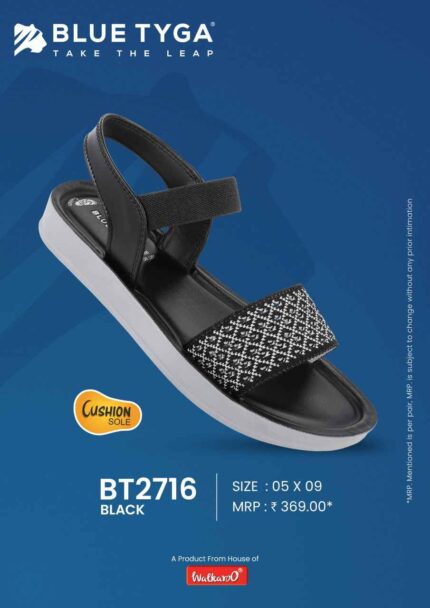 BLUE TYGA®
TAKE THE LEAP
BLUE
CUSHION
SOLE
BT2716
BLACK
SIZE : 05 X 09
MRP : ₹ 369.00*
*MRP. Mentioned is per pair, MRP. is subject to change without any prior intimation
A Product From House of
Walkaroo®